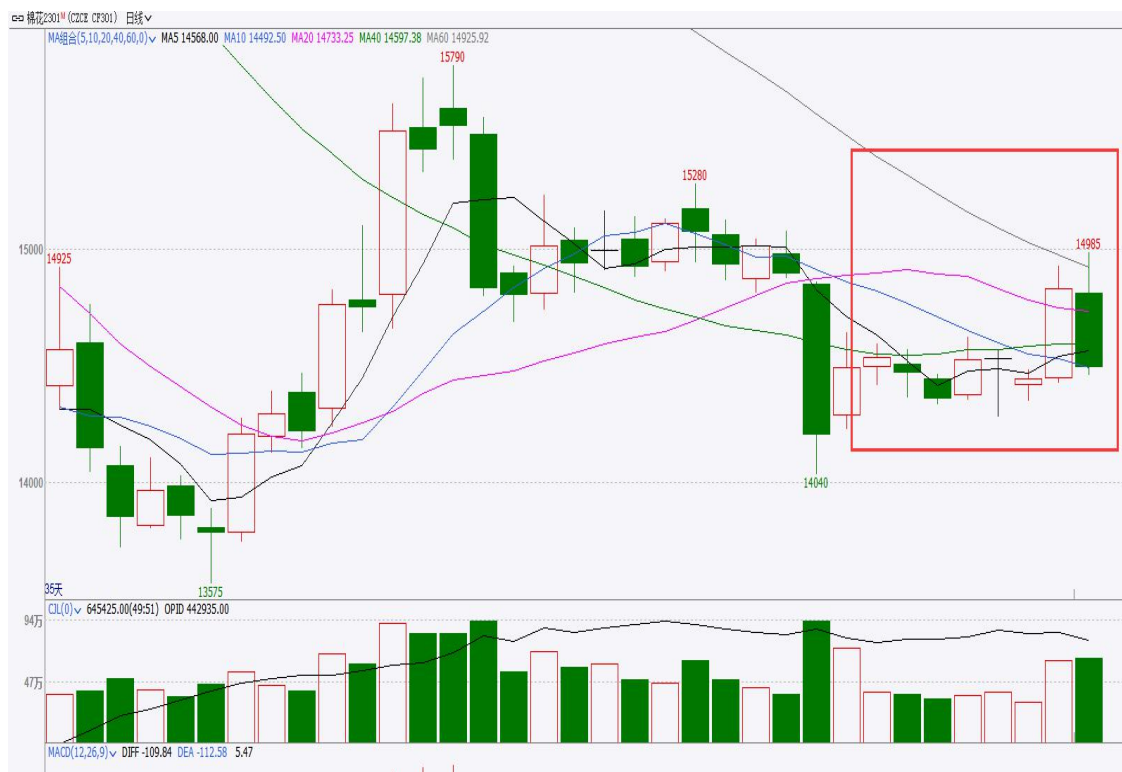 棉花2301M (CZCE CF301) 日线
MA组合(5,10,20,40,60,0) MA5 14568.00 MA10 14492.50 MA20 14733.25 MA40 14597.38 MA60 14925.92
15790
15280
15000
14925
14985
14000
14040
13575
35天
CJL(0) 645425.00(49:51) OPID 442935.00
94万
47万
MACD(12,26,9) DIFF -109.84 DEA -112.58 5.47